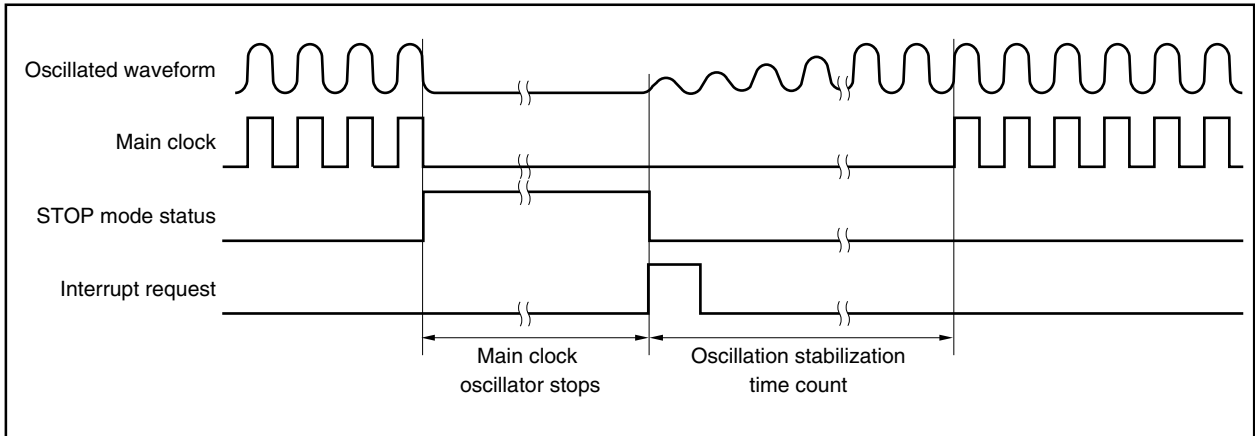 Oscillated waveform
Main clock
STOP mode status
Interrupt request
Main clock
oscillator stops
Oscillation stabilization
time count